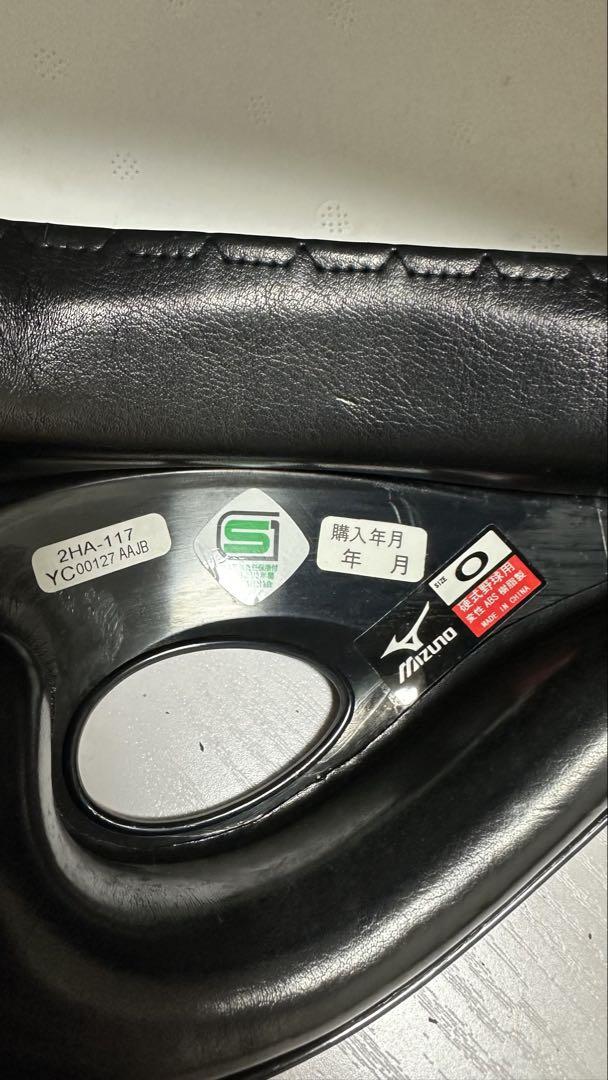 2HA-117
YC00127 AAJB
S
購入年月
年 月
SIZE O
硬式野球用
変性 ABS 樹脂製
MADE IN CHINA
MIZUNO